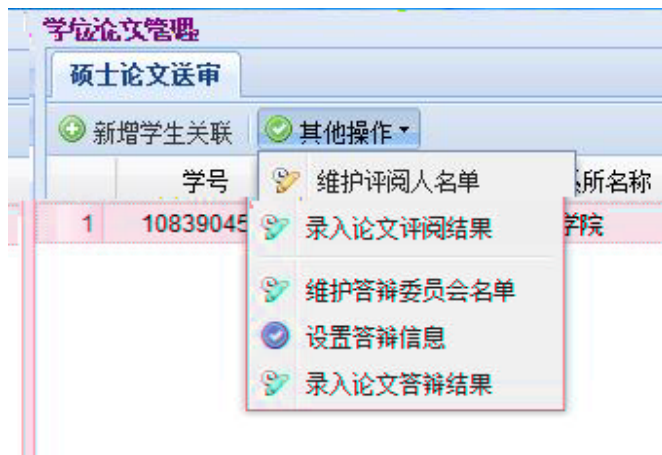 学位论文管理
硕士论文送审
新增学生关联 其他操作
学号 所名称
维护评阅人名单
1 10839045 学院
录入论文评阅结果
维护答辩委员会名单
设置答辩信息
录入论文答辩结果